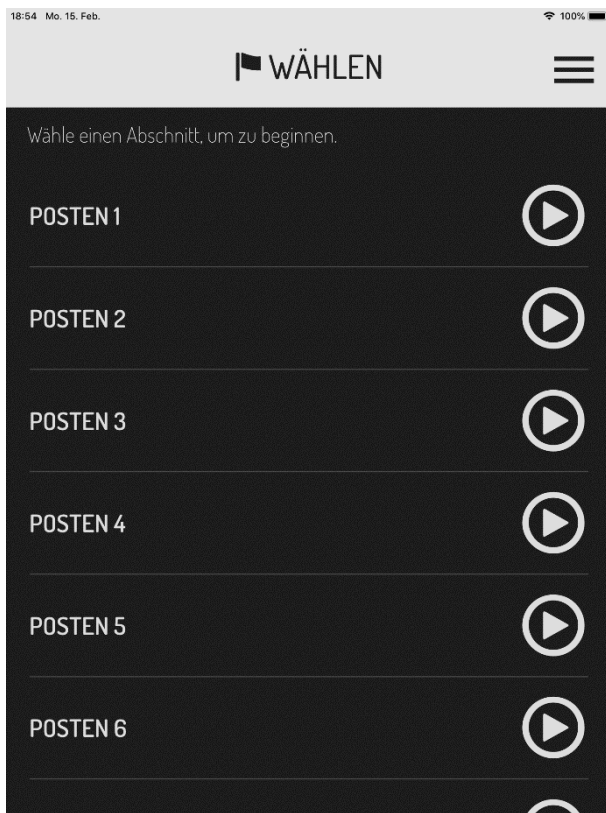 18:54 Mo. 15. Feb. 100%
WÄHLEN
Wähle einen Abschnitt, um zu beginnen.
POSTEN 1
POSTEN 2
POSTEN 3
POSTEN 4
POSTEN 5
POSTEN 6